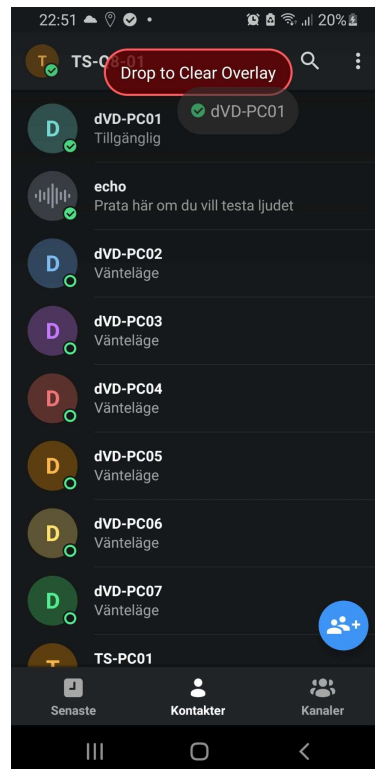 22:51
20%
T
TS-08-01
Drop to Clear Overlay
dVD-PC01
D
dVD-PC01
Tillgänglig
echo
Prata här om du vill testa ljudet
D
dVD-PC02
Vänteläge
D
dVD-PC03
Vänteläge
D
dVD-PC04
Vänteläge
D
dVD-PC05
Vänteläge
D
dVD-PC06
Vänteläge
D
dVD-PC07
Vänteläge
T
TS-PC01
Senaste
Kontakter
Kanaler